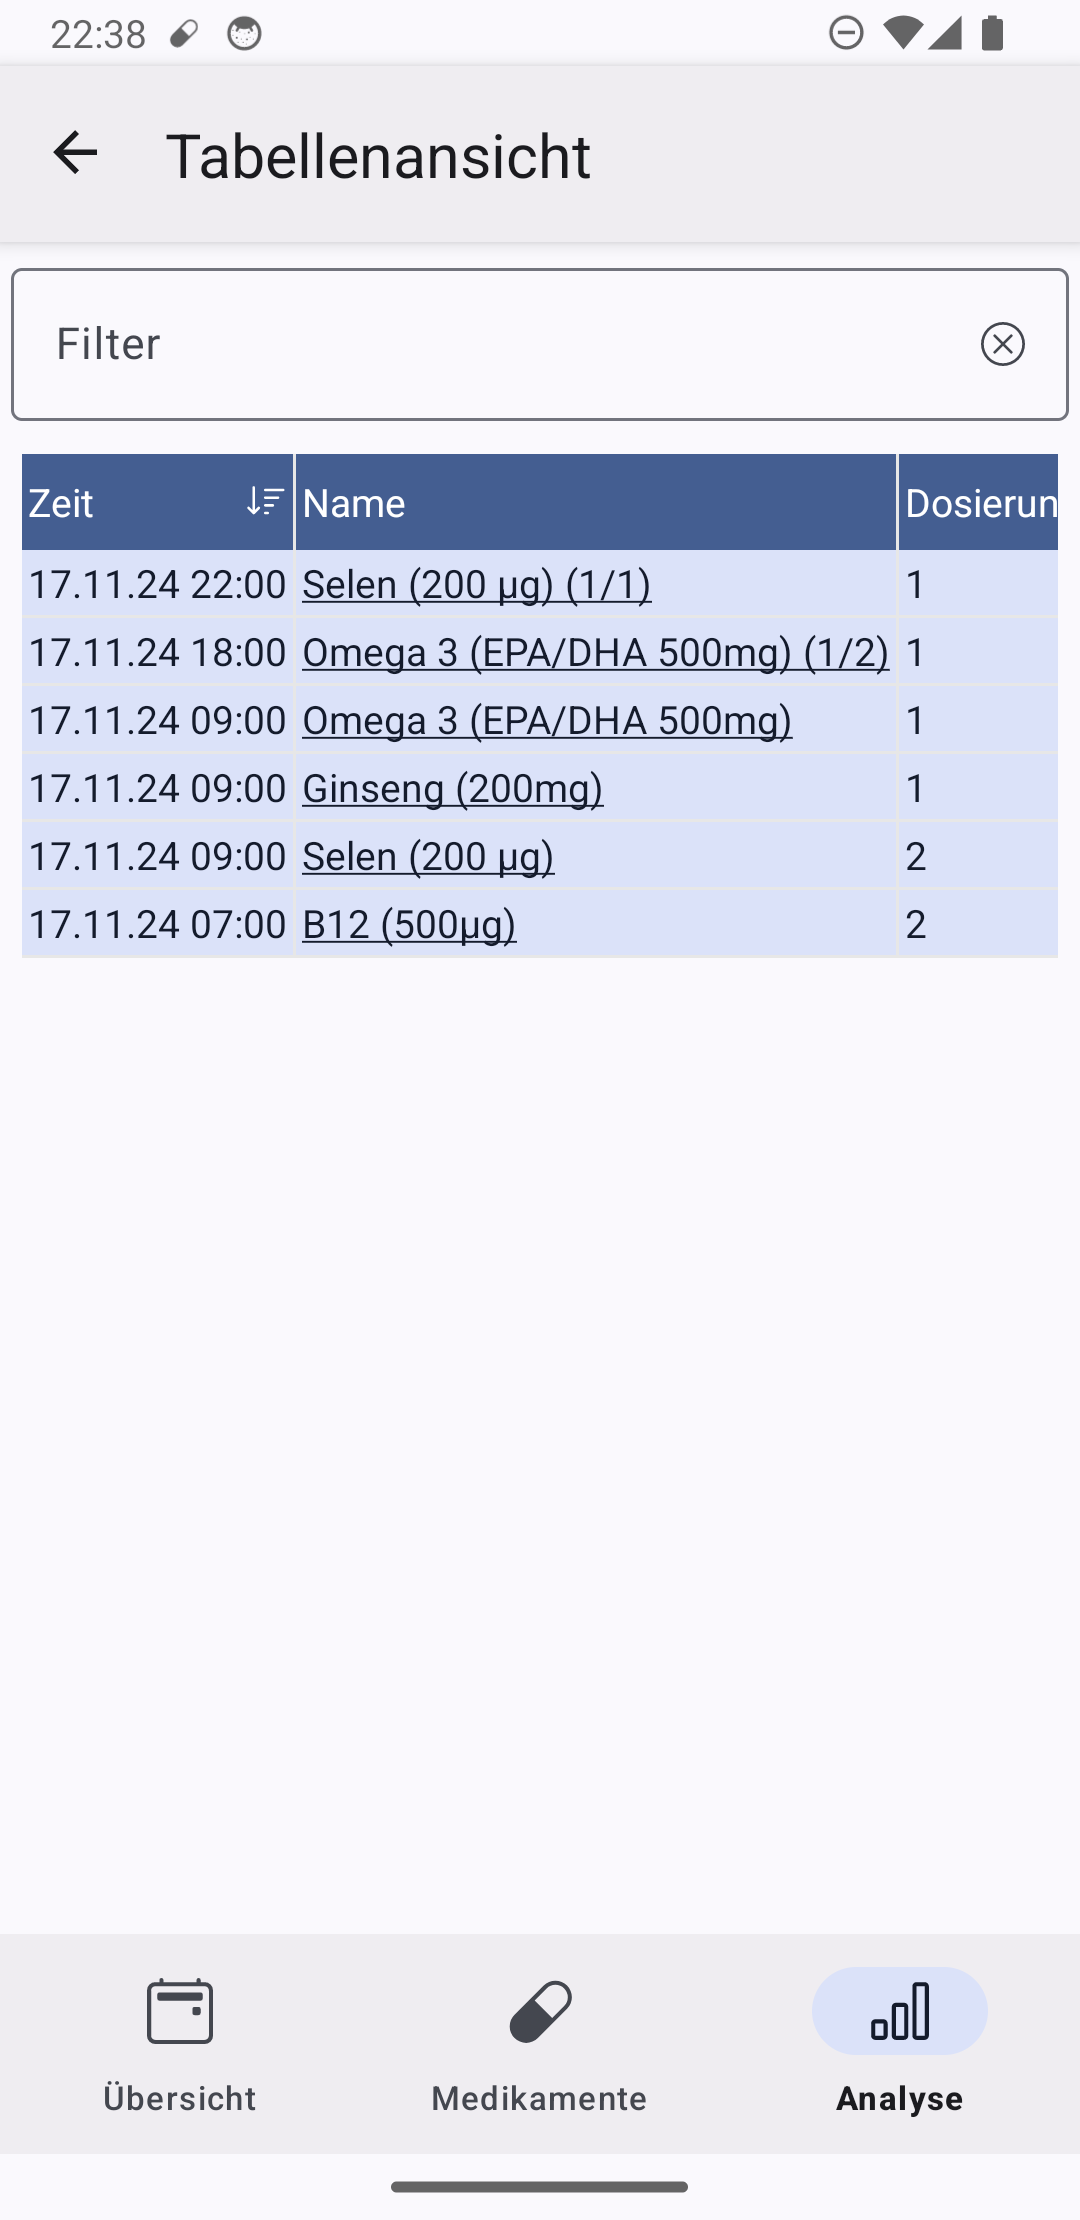 22:38
Tabellenansicht
Filter
Zeit Name Dosierun
17.11.24 22:00 Selen (200 µg) (1/1) 1
17.11.24 18:00 Omega 3 (EPA/DHA 500mg) (1/2) 1
17.11.24 09:00 Omega 3 (EPA/DHA 500mg) 1
17.11.24 09:00 Ginseng (200mg) 1
17.11.24 09:00 Selen (200 µg) 2
17.11.24 07:00 B12 (500µg) 2
Übersicht Medikamente Analyse